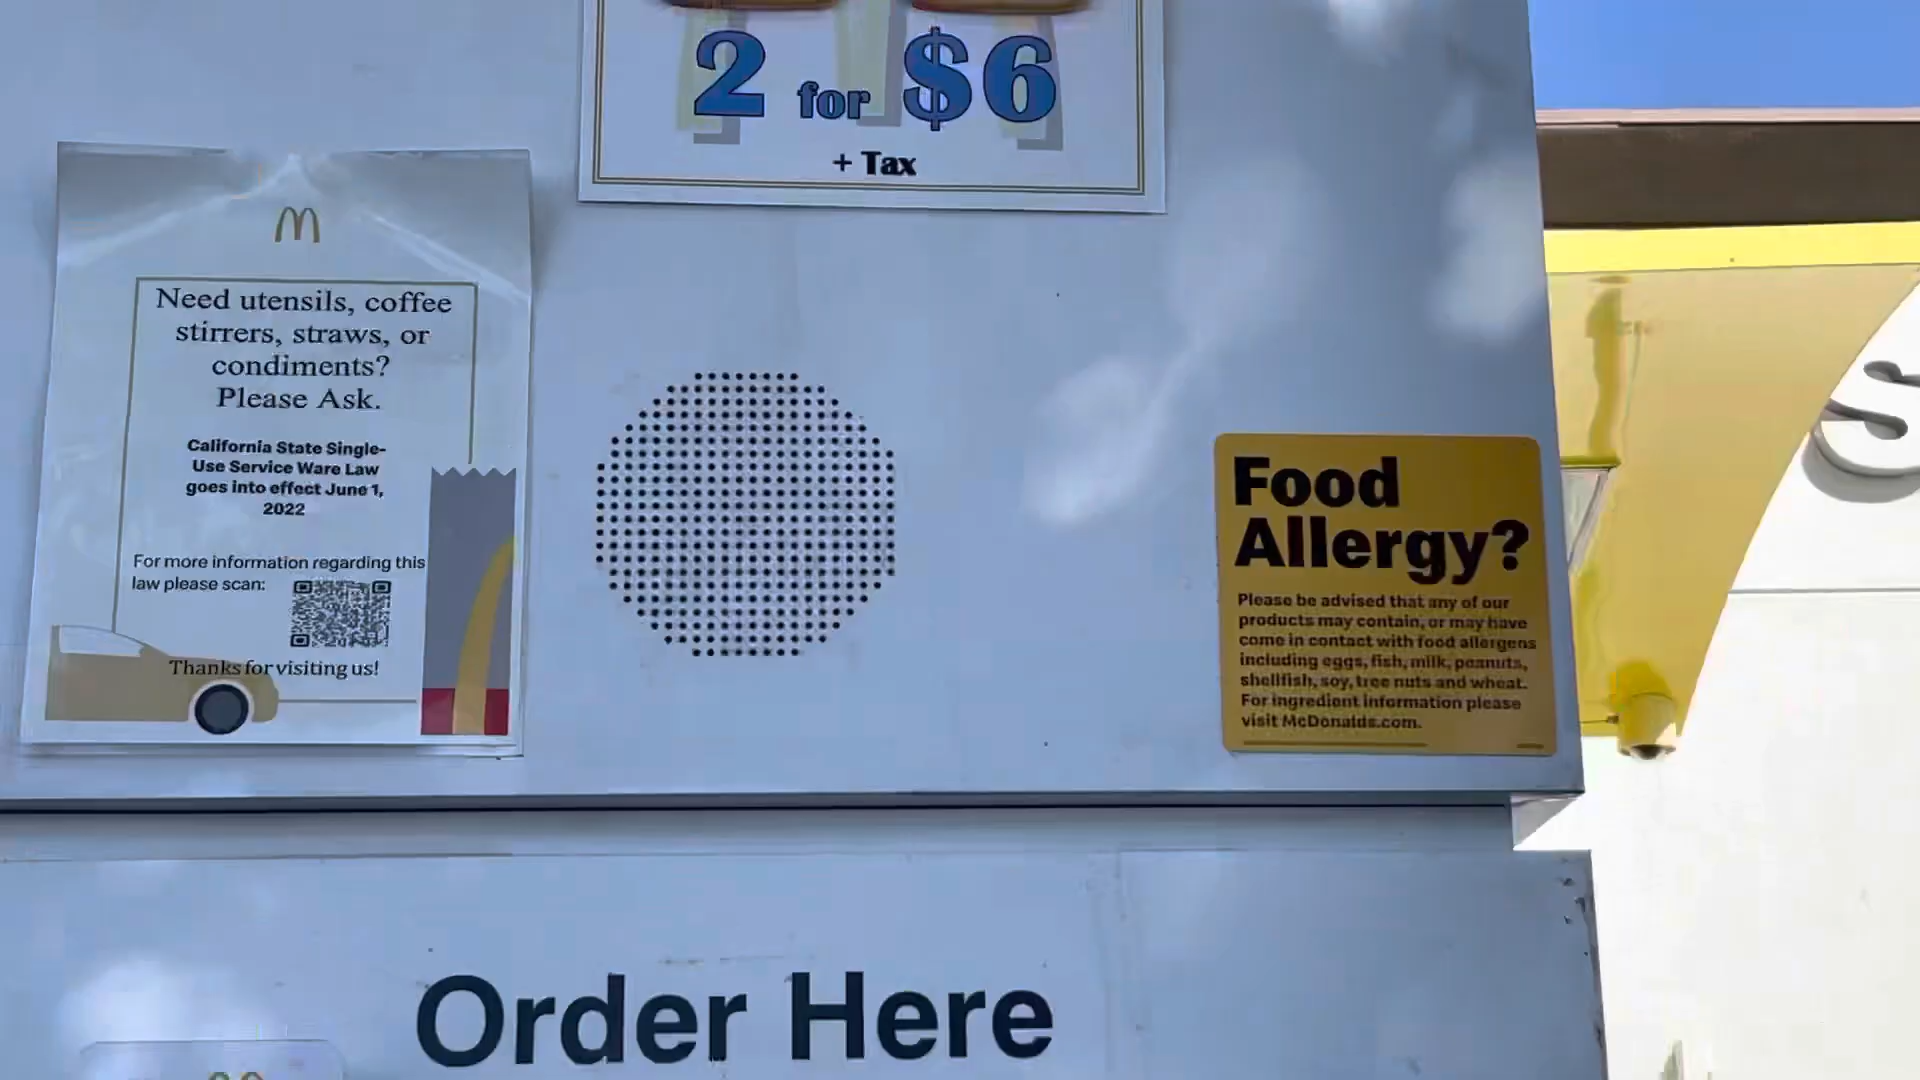 2 for $6
+ Tax
Need utensils, coffee
stirrers, straws, or
condiments?
Please Ask.
California State Single-
Use Service Ware Law
goes into effect June 1,
2022
For more information regarding this
law please scan:
Thanks for visiting us!
Food
Allergy?
Please be advised that any of our
products may contain, or may have
come in contact with food allergens
including eggs, fish, milk, peanuts,
shellfish, soy, tree nuts and wheat.
For ingredient information please
visit McDonalds.com.
S
Order Here